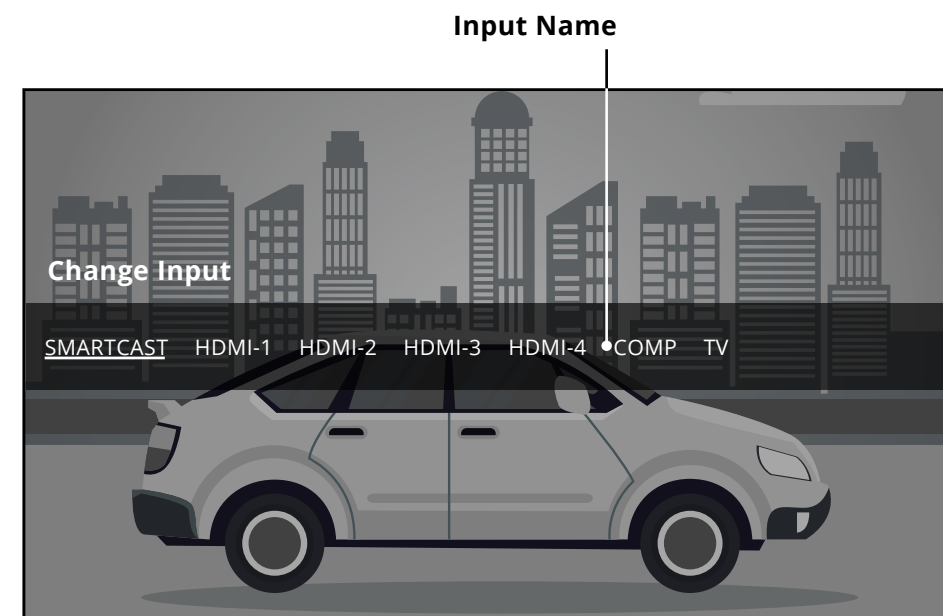 Input Name
Change Input
SMARTCAST HDMI-1 HDMI-2 HDMI-3 HDMI-4 COMP TV